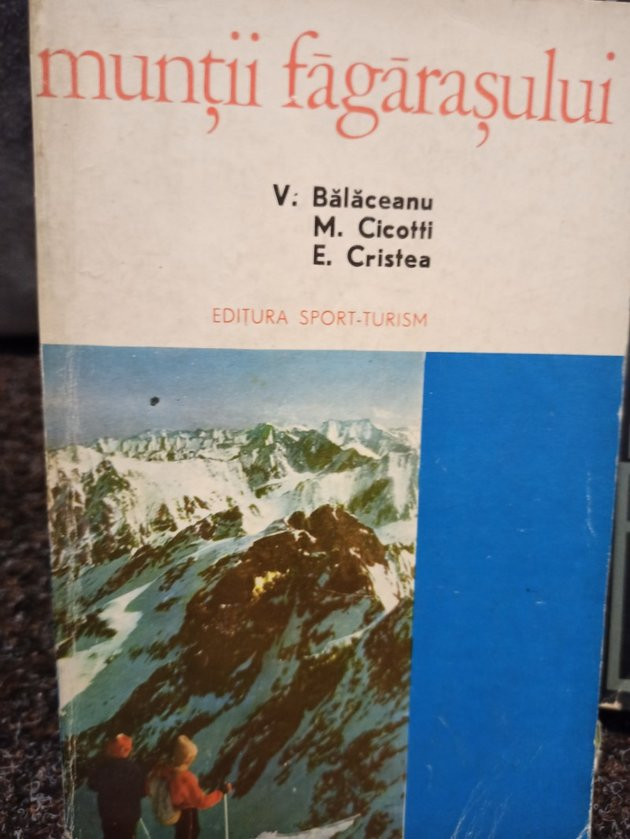 munții făgărașului
V. Bălăceanu
M. Cicotti
E. Cristea
EDITURA SPORT-TURISM